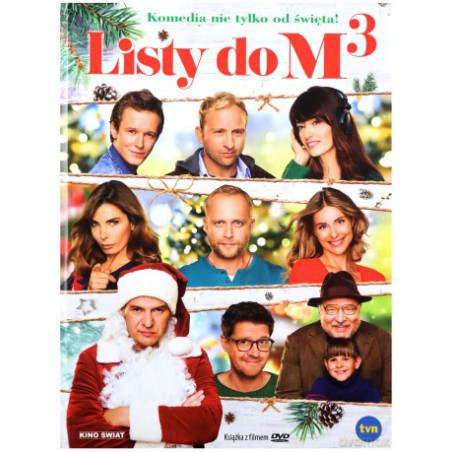 Komedia nie tylko od święta!
Listy do M3
KINO ŚWIAT
Książka z filmem DVD
tvn